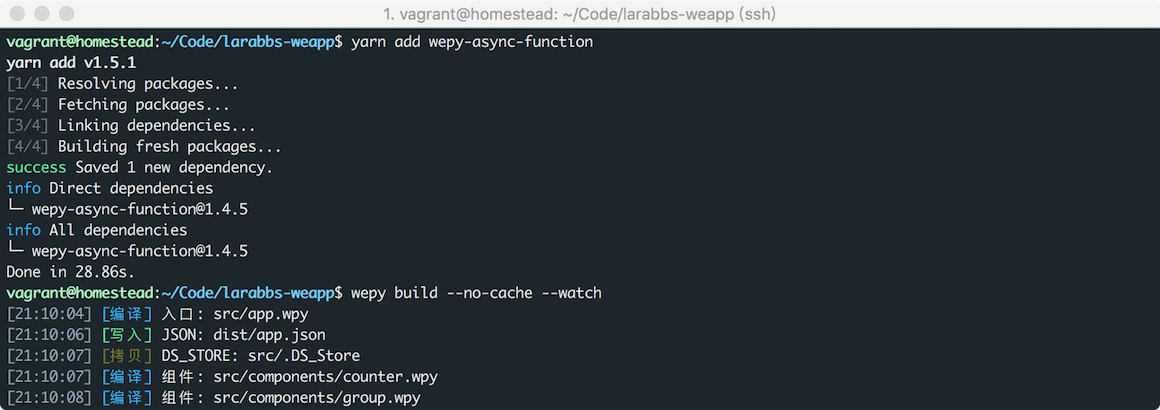 1. vagrant@homestead: ~/Code/larabbs-weapp (ssh)
vagrant@homestead:~/Code/larabbs-weapp$ yarn add wepy-async-function
yarn add v1.5.1
[1/4] Resolving packages...
[2/4] Fetching packages...
[3/4] Linking dependencies...
[4/4] Building fresh packages...
success Saved 1 new dependency.
info Direct dependencies
└─ wepy-async-function@1.4.5
info All dependencies
└─ wepy-async-function@1.4.5
Done in 28.86s.
vagrant@homestead:~/Code/larabbs-weapp$ wepy build --no-cache --watch
[21:10:04] [编译] 入口: src/app.wpy
[21:10:06] [写入] JSON: dist/app.json
[21:10:07] [拷贝] DS_STORE: src/.DS_Store
[21:10:07] [编译] 组件: src/components/counter.wpy
[21:10:08] [编译] 组件: src/components/group.wpy